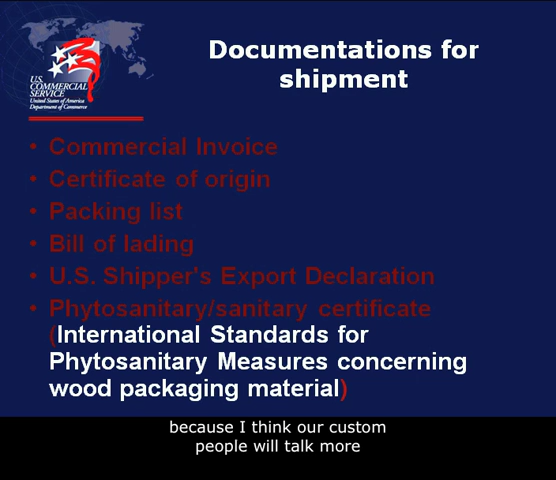 Documentations for
shipment
U.S.
COMMERCIAL
SERVICE
United States of America
Department of Commerce
• Commercial Invoice
• Certificate of origin
• Packing list
• Bill of lading
• U.S. Shipper's Export Declaration
• Phytosanitary/sanitary certificate
(International Standards for
Phytosanitary Measures concerning
wood packaging material)
because I think our custom
people will talk more